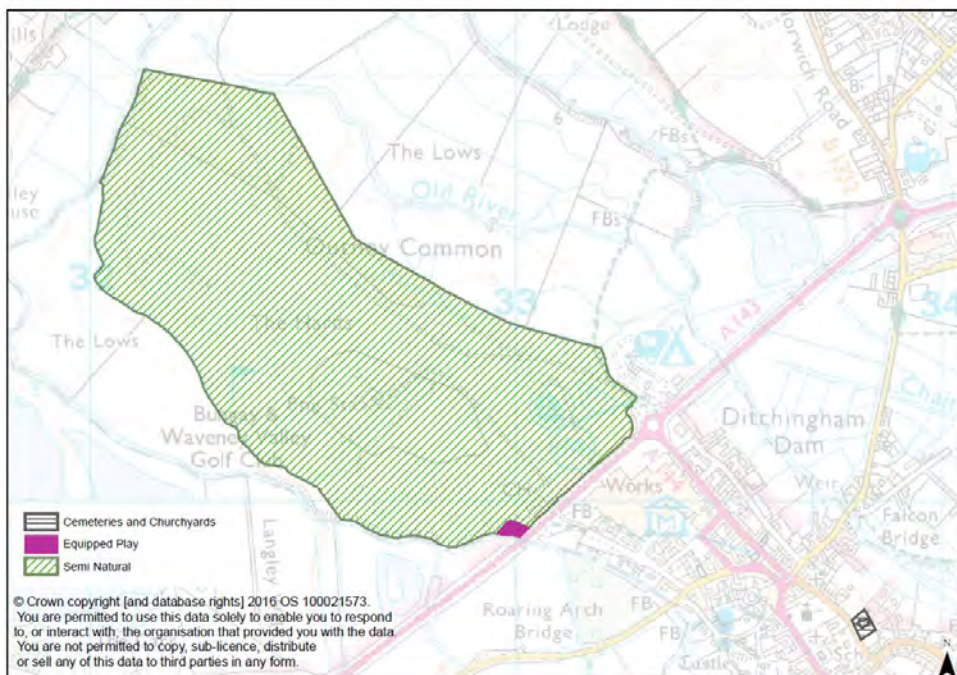 Lodge
Norwich
Road
B1332
FBs
6
The Lows
Old River
FBs
Common
33
34
The Lows
A143
The Hards
Ditchingham
Dam
Bungay &
Waveney Valley
Golf Club
Works
Weir
FB
Falcon
Bridge
Cemeteries and Churchyards
Equipped Play
Semi Natural
Langley
© Crown copyright [and database rights] 2016 OS 100021573.
You are permitted to use this data solely to enable you to respond
to, or interact with, the organisation that provided you with the data.
You are not permitted to copy, sub-licence, distribute
or sell any of this data to third parties in any form.
Roaring Arch
Bridge
FB
FB
Castle
Sch
N